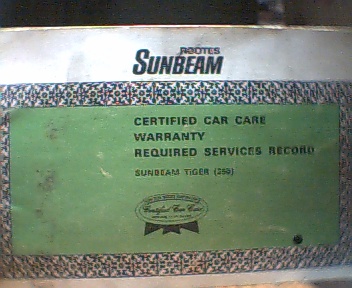 ROOTES
SUNBEAM
CERTIFIED CAR CARE
WARRANTY
REQUIRED SERVICES RECORD
SUNBEAM TIGER (260)
Certified Car Care